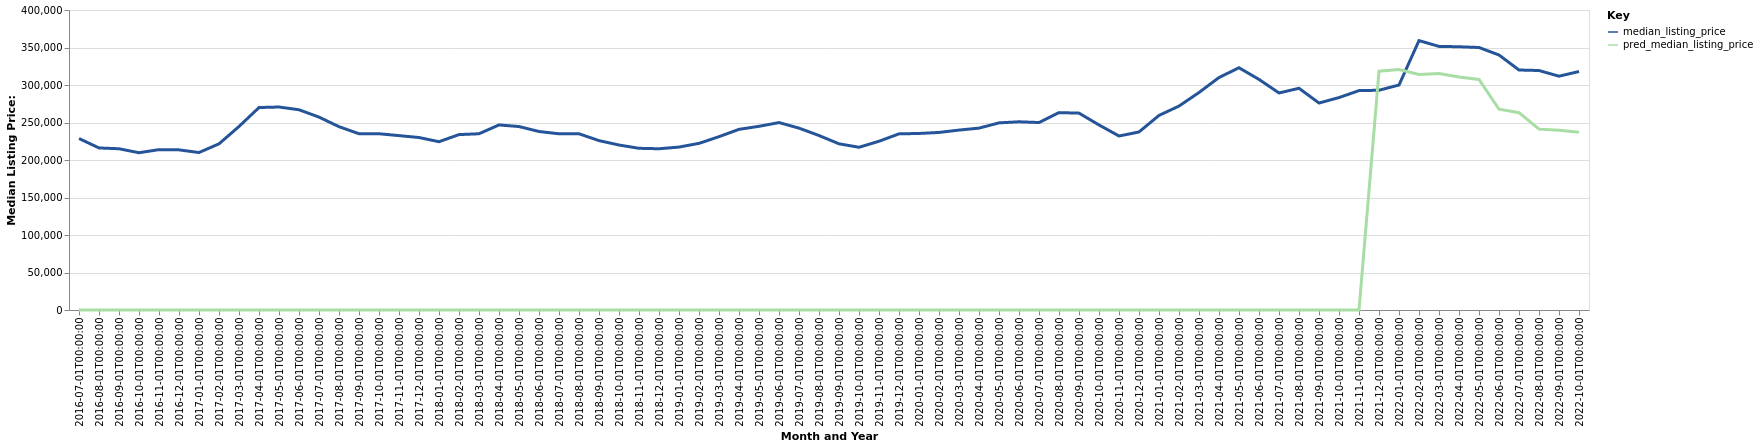 400,000
350,000
300,000
250,000
200,000
150,000
100,000
50,000
0
Median Listing Price:
2016-07-01T00:00:00
2016-08-01T00:00:00
2016-09-01T00:00:00
2016-10-01T00:00:00
2016-11-01T00:00:00
2016-12-01T00:00:00
2017-01-01T00:00:00
2017-02-01T00:00:00
2017-03-01T00:00:00
2017-04-01T00:00:00
2017-05-01T00:00:00
2017-06-01T00:00:00
2017-07-01T00:00:00
2017-08-01T00:00:00
2017-09-01T00:00:00
2017-10-01T00:00:00
2017-11-01T00:00:00
2017-12-01T00:00:00
2018-01-01T00:00:00
2018-02-01T00:00:00
2018-03-01T00:00:00
2018-04-01T00:00:00
2018-05-01T00:00:00
2018-06-01T00:00:00
2018-07-01T00:00:00
2018-08-01T00:00:00
2018-09-01T00:00:00
2018-10-01T00:00:00
2018-11-01T00:00:00
2018-12-01T00:00:00
2019-01-01T00:00:00
2019-02-01T00:00:00
2019-03-01T00:00:00
2019-04-01T00:00:00
2019-05-01T00:00:00
2019-06-01T00:00:00
2019-07-01T00:00:00
2019-08-01T00:00:00
2019-09-01T00:00:00
2019-10-01T00:00:00
2019-11-01T00:00:00
2019-12-01T00:00:00
2020-01-01T00:00:00
2020-02-01T00:00:00
2020-03-01T00:00:00
2020-04-01T00:00:00
2020-05-01T00:00:00
2020-06-01T00:00:00
2020-07-01T00:00:00
2020-08-01T00:00:00
2020-09-01T00:00:00
2020-10-01T00:00:00
2020-11-01T00:00:00
2020-12-01T00:00:00
2021-01-01T00:00:00
2021-02-01T00:00:00
2021-03-01T00:00:00
2021-04-01T00:00:00
2021-05-01T00:00:00
2021-06-01T00:00:00
2021-07-01T00:00:00
2021-08-01T00:00:00
2021-09-01T00:00:00
2021-10-01T00:00:00
2021-11-01T00:00:00
2021-12-01T00:00:00
2022-01-01T00:00:00
2022-02-01T00:00:00
2022-03-01T00:00:00
2022-04-01T00:00:00
2022-05-01T00:00:00
2022-06-01T00:00:00
2022-07-01T00:00:00
2022-08-01T00:00:00
2022-09-01T00:00:00
2022-10-01T00:00:00
Month and Year
Key
median_listing_price
pred_median_listing_price